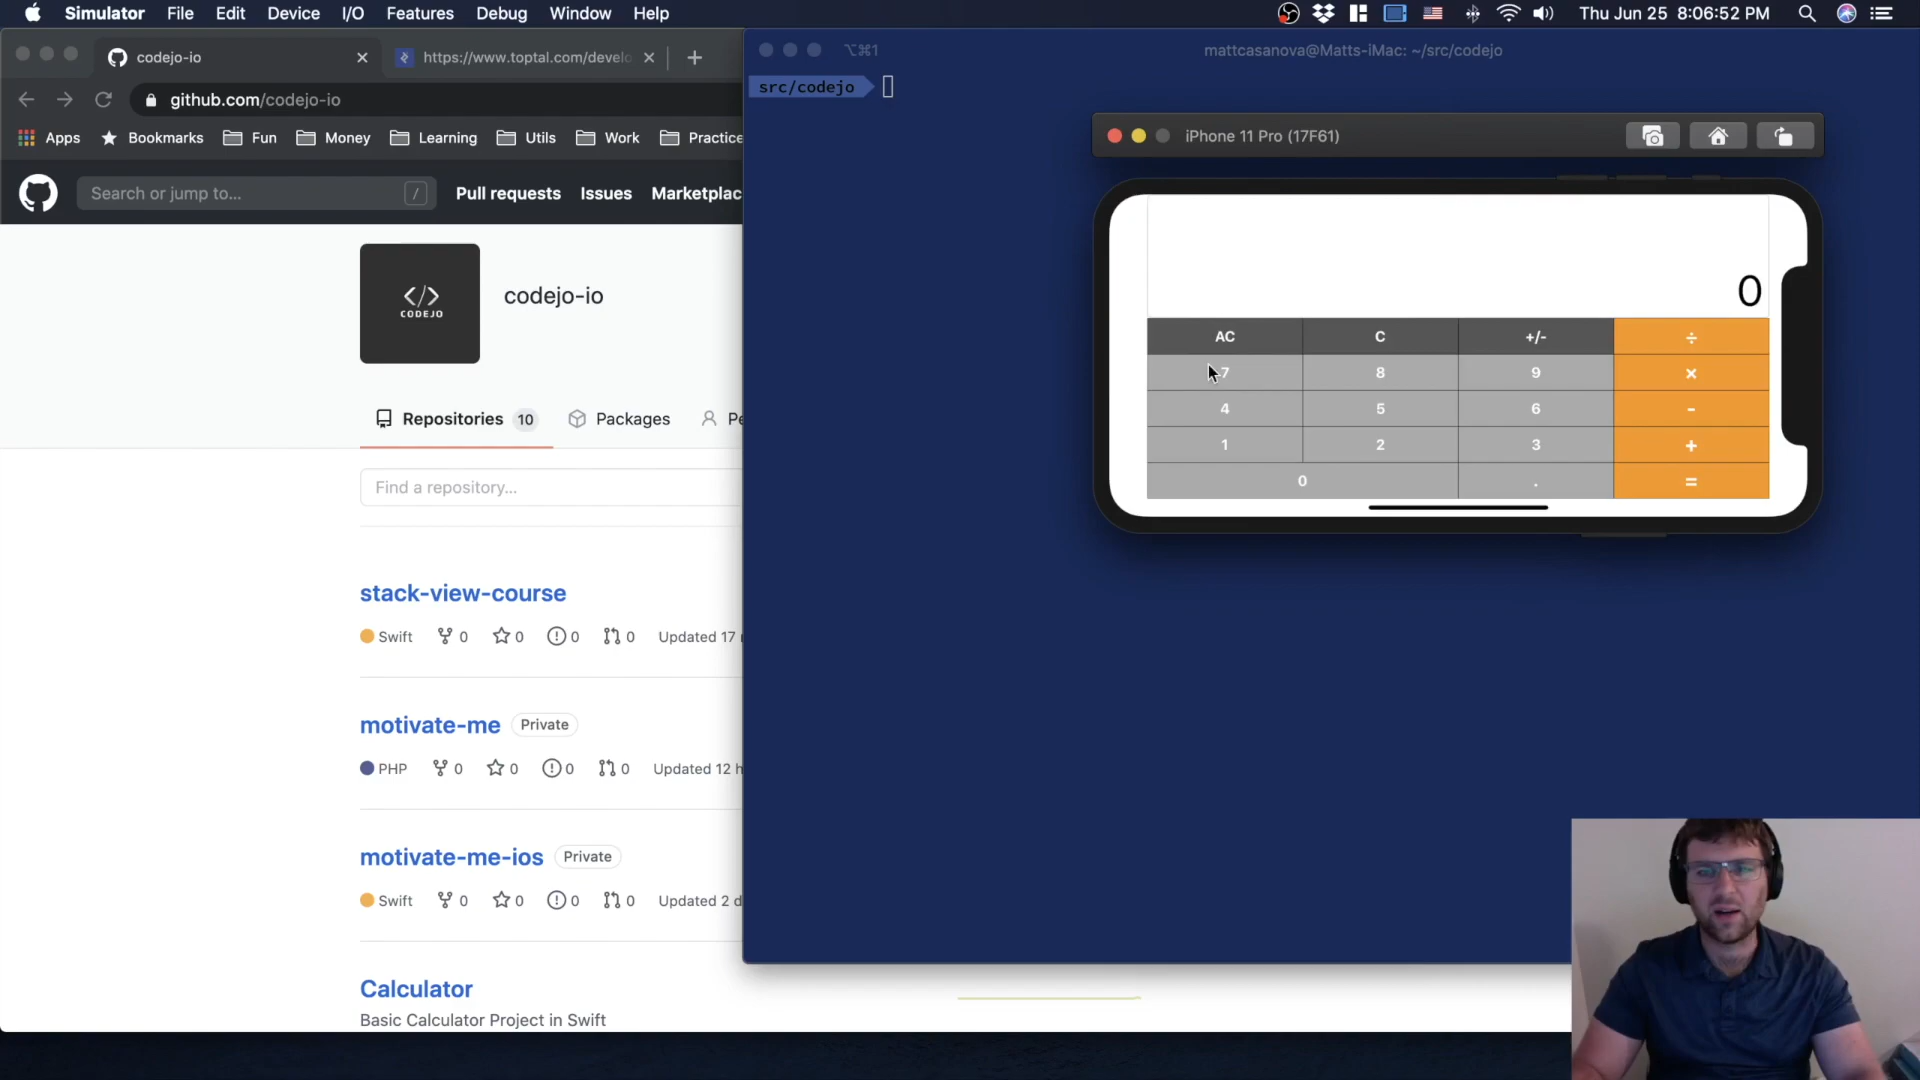 Simulator File Edit Device I/O Features Debug Window Help Thu Jun 25 8:06:52 PM
codejo-io https://www.toptal.com/develo
⌥⌘1 mattcasanova@Matts-iMac: ~/src/codejo
src/codejo
github.com/codejo-io
Apps Bookmarks Fun Money Learning Utils Work Practice
iPhone 11 Pro (17F61)
Search or jump to... / Pull requests Issues Marketplac
</>
CODEJO
codejo-io
Repositories 10 Packages Pe
Find a repository...
stack-view-course
Swift 0 0 0 0 Updated 17
motivate-me Private
PHP 0 0 0 0 Updated 12 h
motivate-me-ios Private
Swift 0 0 0 0 Updated 2 d
Calculator
Basic Calculator Project in Swift
0
AC C +/- ÷
7 8 9 ×
4 5 6 -
1 2 3 +
0 . =